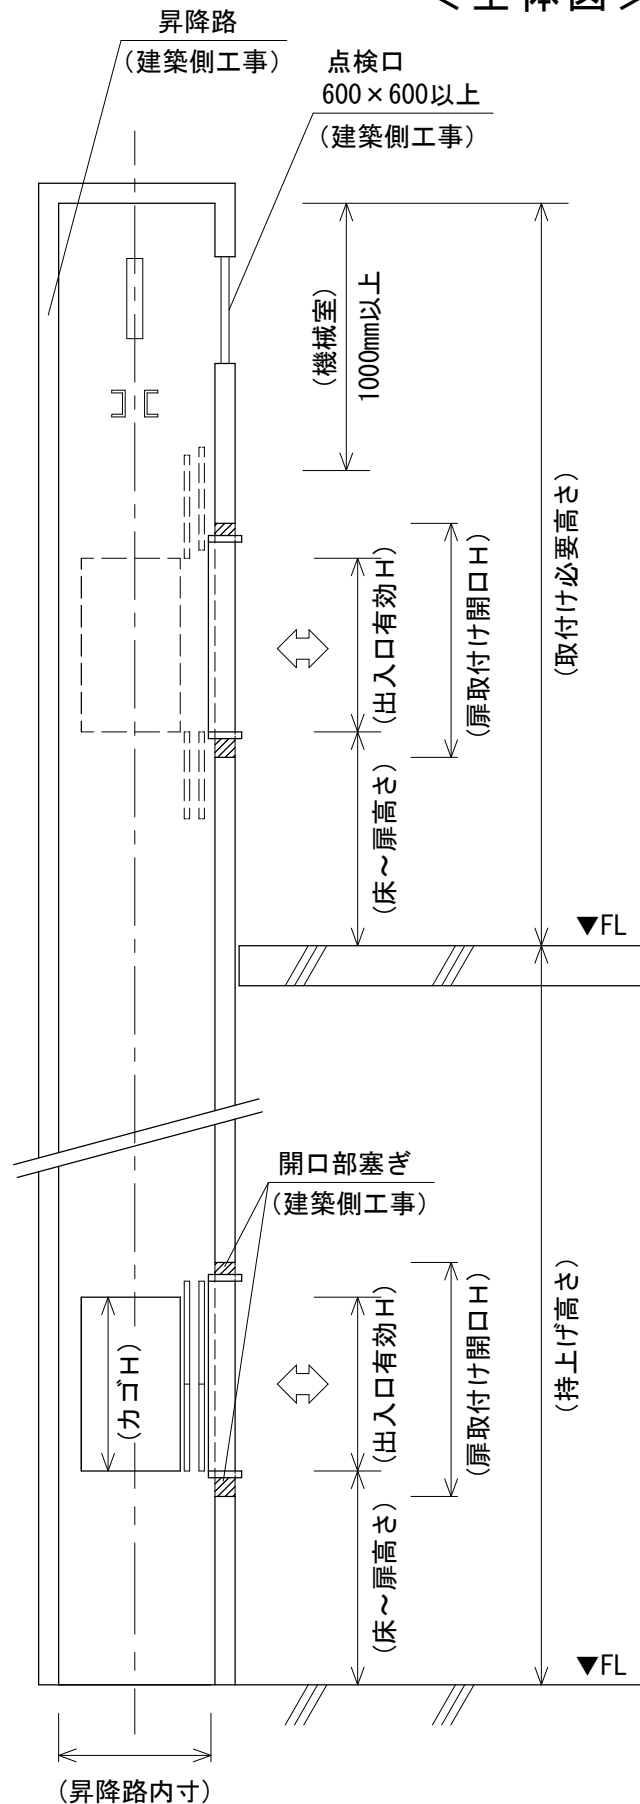 ＜全体図＞
昇降路
(建築側工事)
点検口
600×600以上
(建築側工事)
(機械室)
1000mm以上
(取付け必要高さ)
(出入口有効H)
(扉取付け開口H)
(床～扉高さ)
▼FL
開口部塞ぎ
(建築側工事)
(カゴH)
(出入口有効H)
(扉取付け開口H)
(持上げ高さ)
(床～扉高さ)
▼FL
(昇降路内寸)